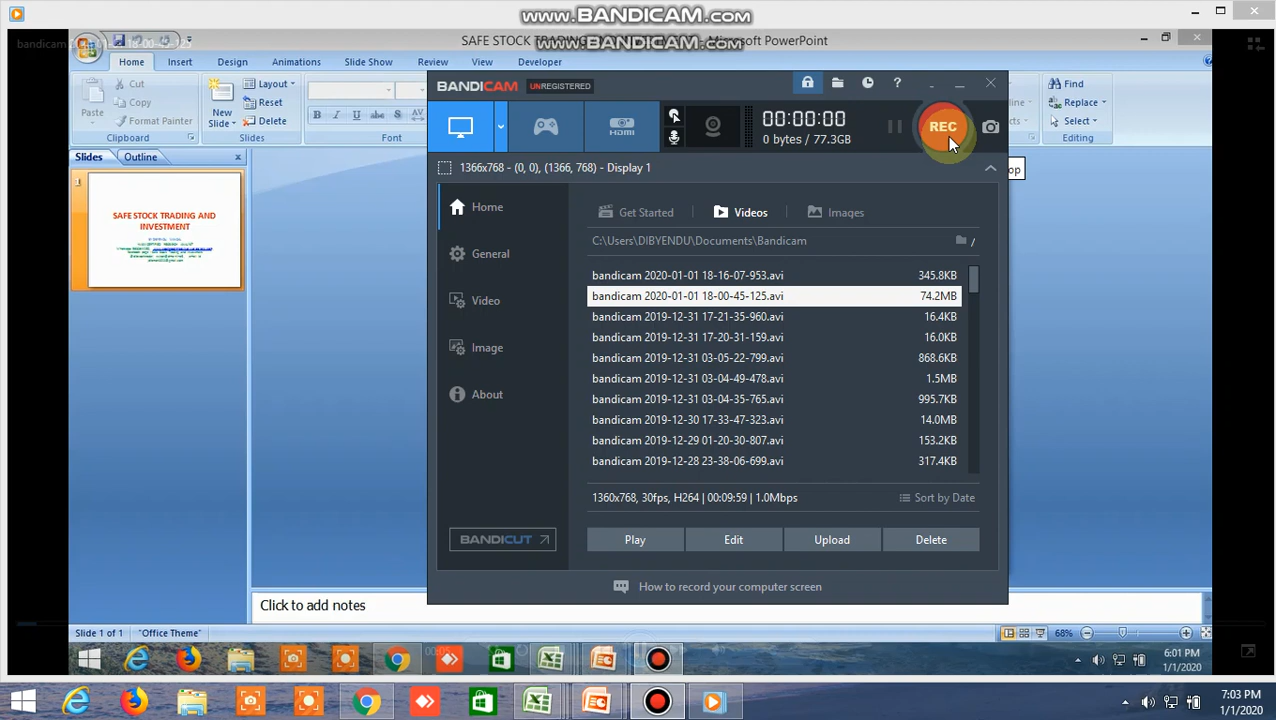 www.BANDICAM.com
www.BANDICAM.com
SAFE STOCK TRADING AND
Microsoft PowerPoint
Home Insert Design Animations Slide Show Review View Developer
Paste
Cut
Copy
Format Painter
Clipboard
New Slide
Layout
Reset
Delete
Slides
B I U abe S
Font
Find
Replace
Select
Editing
Slides Outline
1
SAFE STOCK TRADING AND
INVESTMENT
BANDICAM UNREGISTERED
HDMI
00:00:00
0 bytes / 77.3GB
REC
op
1366x768 - (0, 0), (1366, 768) - Display 1
Home
General
Video
Image
About
BANDICUT
Get Started Videos Images
C:\Users\DIBYENDU\Documents\Bandicam /
bandicam 2020-01-01 18-16-07-953.avi 345.8KB
bandicam 2020-01-01 18-00-45-125.avi 74.2MB
bandicam 2019-12-31 17-21-35-960.avi 16.4KB
bandicam 2019-12-31 17-20-31-159.avi 16.0KB
bandicam 2019-12-31 03-05-22-799.avi 868.6KB
bandicam 2019-12-31 03-04-49-478.avi 1.5MB
bandicam 2019-12-31 03-04-35-765.avi 995.7KB
bandicam 2019-12-30 17-33-47-323.avi 14.0MB
bandicam 2019-12-29 01-20-30-807.avi 153.2KB
bandicam 2019-12-28 23-38-06-699.avi 317.4KB
1360x768, 30fps, H264 | 00:09:59 | 1.0Mbps Sort by Date
Play Edit Upload Delete
How to record your computer screen
Click to add notes
Slide 1 of 1 "Office Theme" 68%
6:01 PM
1/1/2020
7:03 PM
1/1/2020